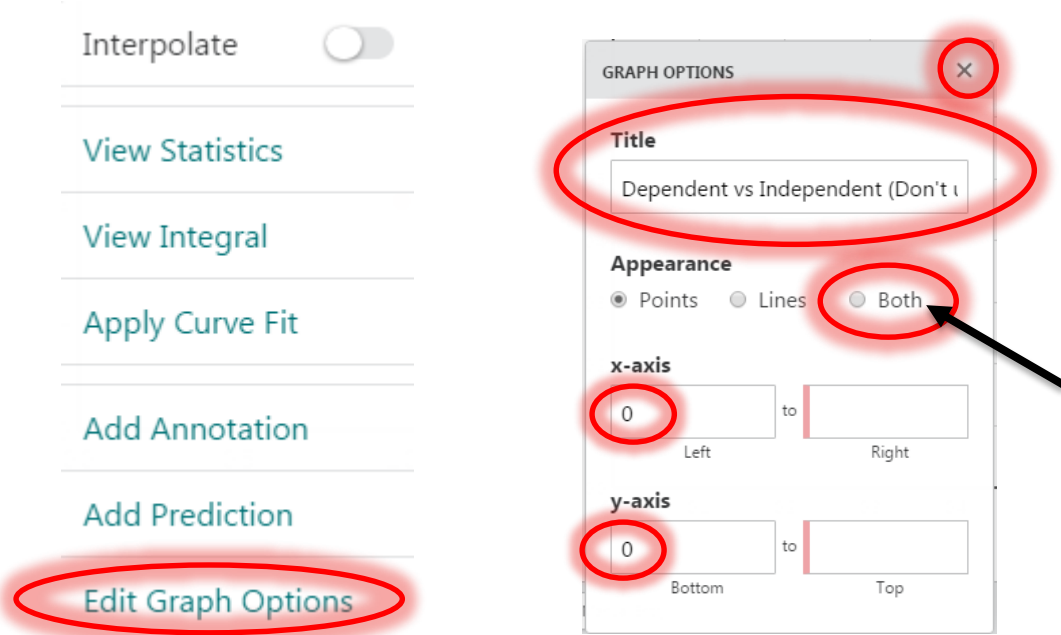 Interpolate
View Statistics
View Integral
Apply Curve Fit
Add Annotation
Add Prediction
Edit Graph Options
GRAPH OPTIONS
Title
Dependent vs Independent (Don't
Appearance
Points Lines Both
x-axis
0 to
Left Right
y-axis
0 to
Bottom Top